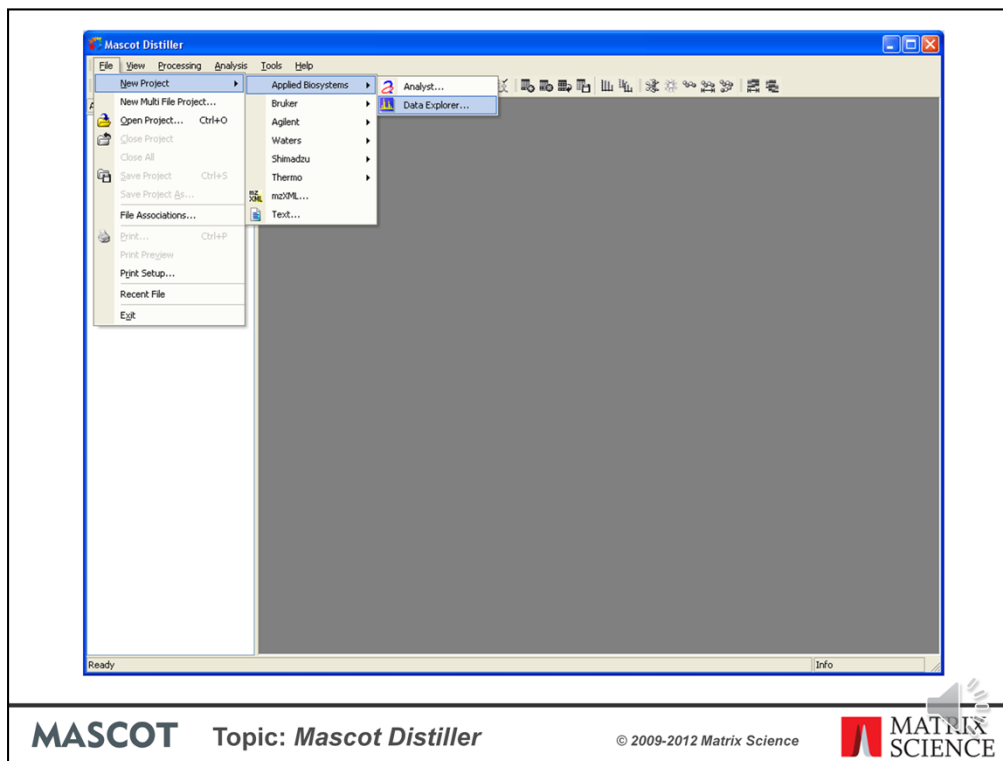 Mascot Distiller
File View Processing Analysis Tools Help
New Project
New Multi File Project...
Open Project... Ctrl+O
Close Project
Close All
Save Project Ctrl+S
Save Project As...
File Associations...
Print... Ctrl+P
Print Preview
Print Setup...
Recent File
Exit
Applied Biosystems
Bruker
Agilent
Waters
Shimadzu
Thermo
mzXML...
Text...
Analyst...
Data Explorer...
Ready Info
MASCOT Topic: Mascot Distiller © 2009-2012 Matrix Science
MATRIX
SCIENCE